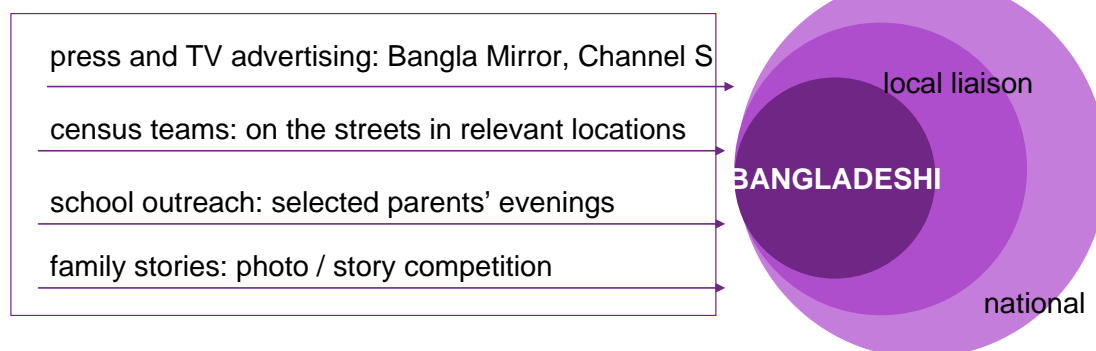 press and TV advertising: Bangla Mirror, Channel S
local liaison
census teams: on the streets in relevant locations
BANGLADESHI
school outreach: selected parents’ evenings
family stories: photo / story competition
national